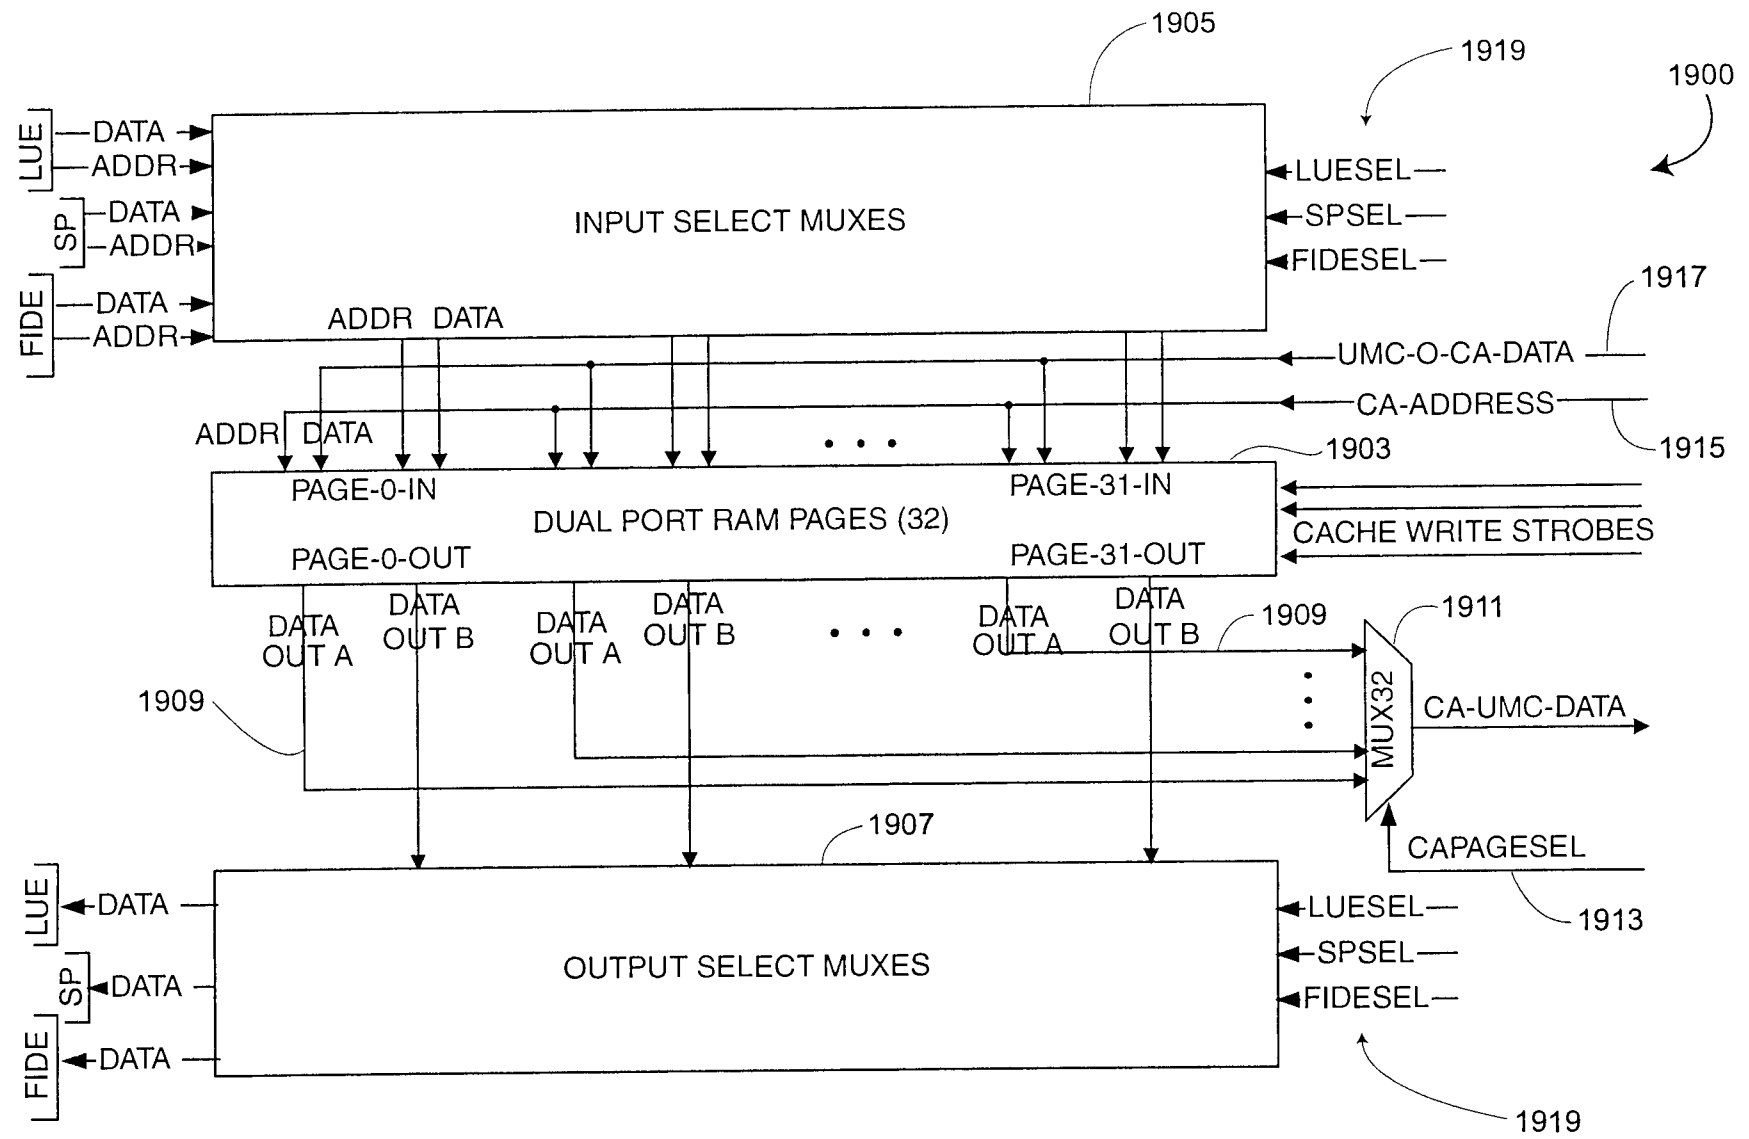 1905
1919
1900
LUE
DATA
ADDR
SP
DATA
ADDR
FIDE
DATA
ADDR
INPUT SELECT MUXES
LUESEL
SPSEL
FIDESEL
ADDR DATA
1917
UMC-O-CA-DATA
CA-ADDRESS
1915
ADDR DATA
• • •
1903
PAGE-0-IN
PAGE-31-IN
DUAL PORT RAM PAGES (32)
CACHE WRITE STROBES
PAGE-0-OUT
PAGE-31-OUT
DATA
OUT A
DATA
OUT B
DATA
OUT A
DATA
OUT B
• • •
DATA
OUT A
DATA
OUT B
1909
1911
1909
MUX32
CA-UMC-DATA
1907
CAPAGESEL
1913
LUE
DATA
SP
DATA
FIDE
DATA
OUTPUT SELECT MUXES
LUESEL
SPSEL
FIDESEL
1919